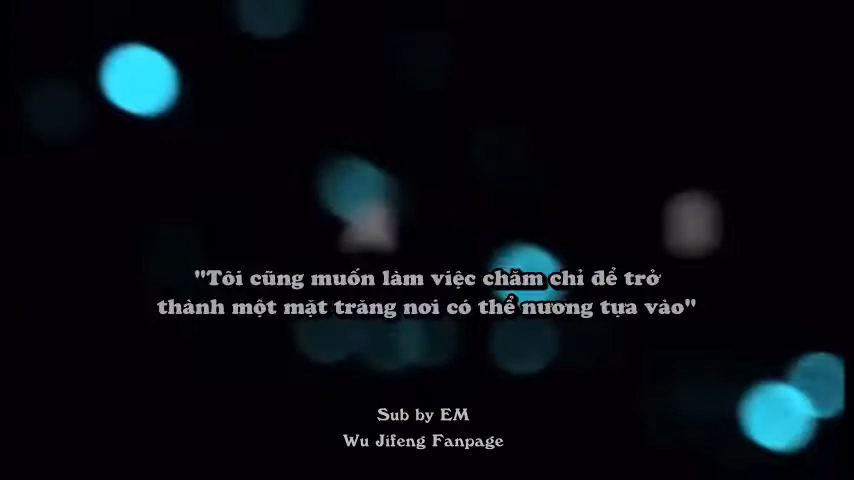 "Tôi cũng muốn làm việc chăm chỉ để trở
thành một mặt trăng nơi có thể nương tựa vào"
Sub by EM
Wu Jifeng Fanpage